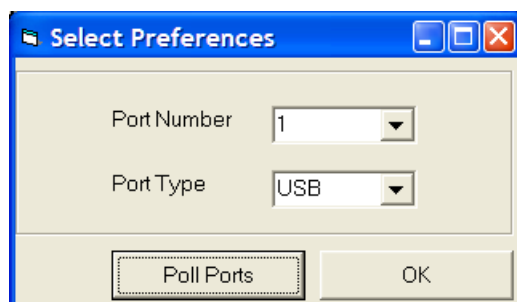 Select Preferences
Port Number 1
Port Type USB
Poll Ports OK